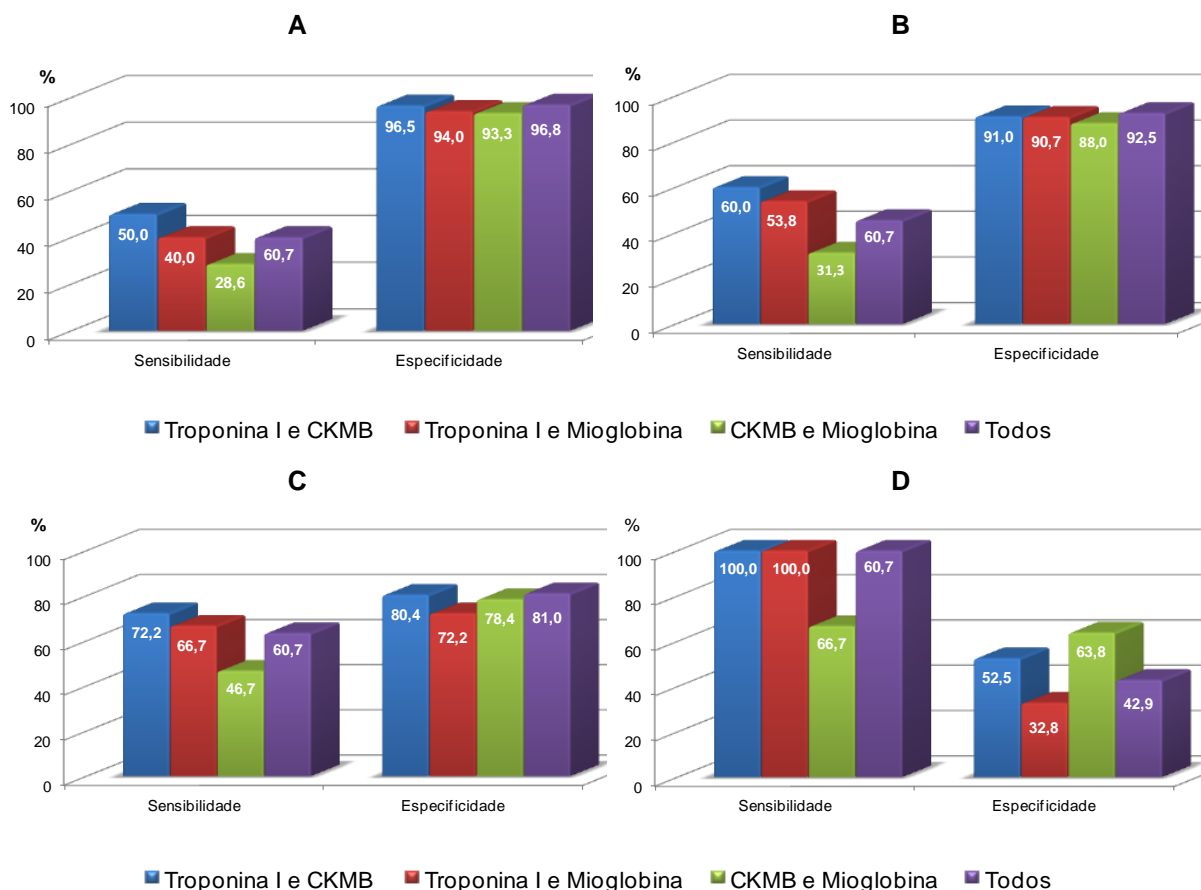 A
%
100
80
60
40
20
0
50,0 40,0 28,6 60,7 96,5 94,0 93,3 96,8
Sensibilidade Especificidade
B
%
100
80
60
40
20
0
60,0 53,8 31,3 60,7 91,0 90,7 88,0 92,5
Sensibilidade Especificidade
Troponina I e CKMB Troponina I e Mioglobina CKMB e Mioglobina Todos
C
%
100
80
60
40
20
0
72,2 66,7 46,7 60,7 80,4 72,2 78,4 81,0
Sensibilidade Especificidade
D
%
100
80
60
40
20
0
100,0 100,0 66,7 60,7 52,5 32,8 63,8 42,9
Sensibilidade Especificidade
Troponina I e CKMB Troponina I e Mioglobina CKMB e Mioglobina Todos